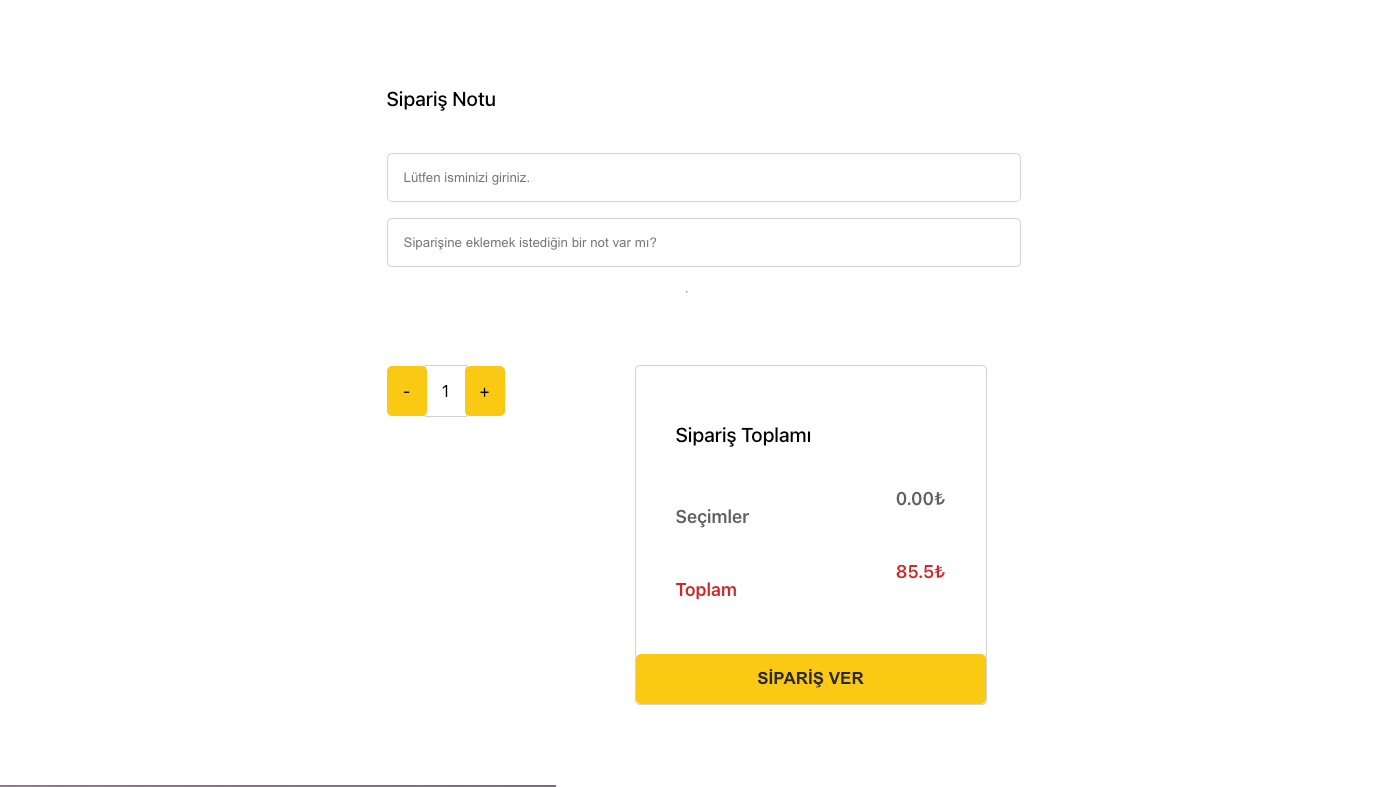 Sipariş Notu
Lütfen isminizi giriniz.
Siparişine eklemek istediğin bir not var mı?
- 1 +
Sipariş Toplamı
Seçimler 0.00₺
Toplam 85.5₺
SİPARİŞ VER